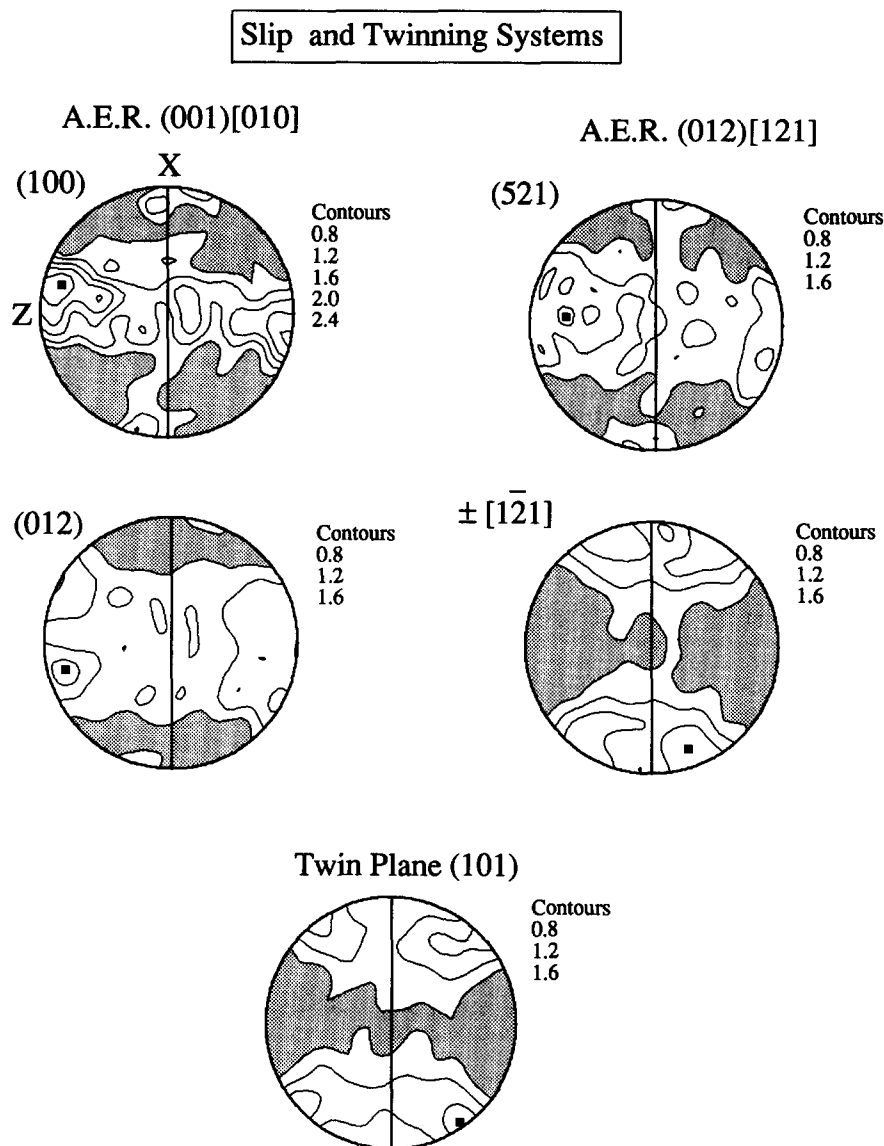 Slip and Twinning Systems
A.E.R. (001)[010]
X
(100)
Z
Contours
0.8
1.2
1.6
2.0
2.4
A.E.R. (012)[121]
(521)
Contours
0.8
1.2
1.6
(012)
Contours
0.8
1.2
1.6
± [12̄1]
Contours
0.8
1.2
1.6
Twin Plane (101)
Contours
0.8
1.2
1.6